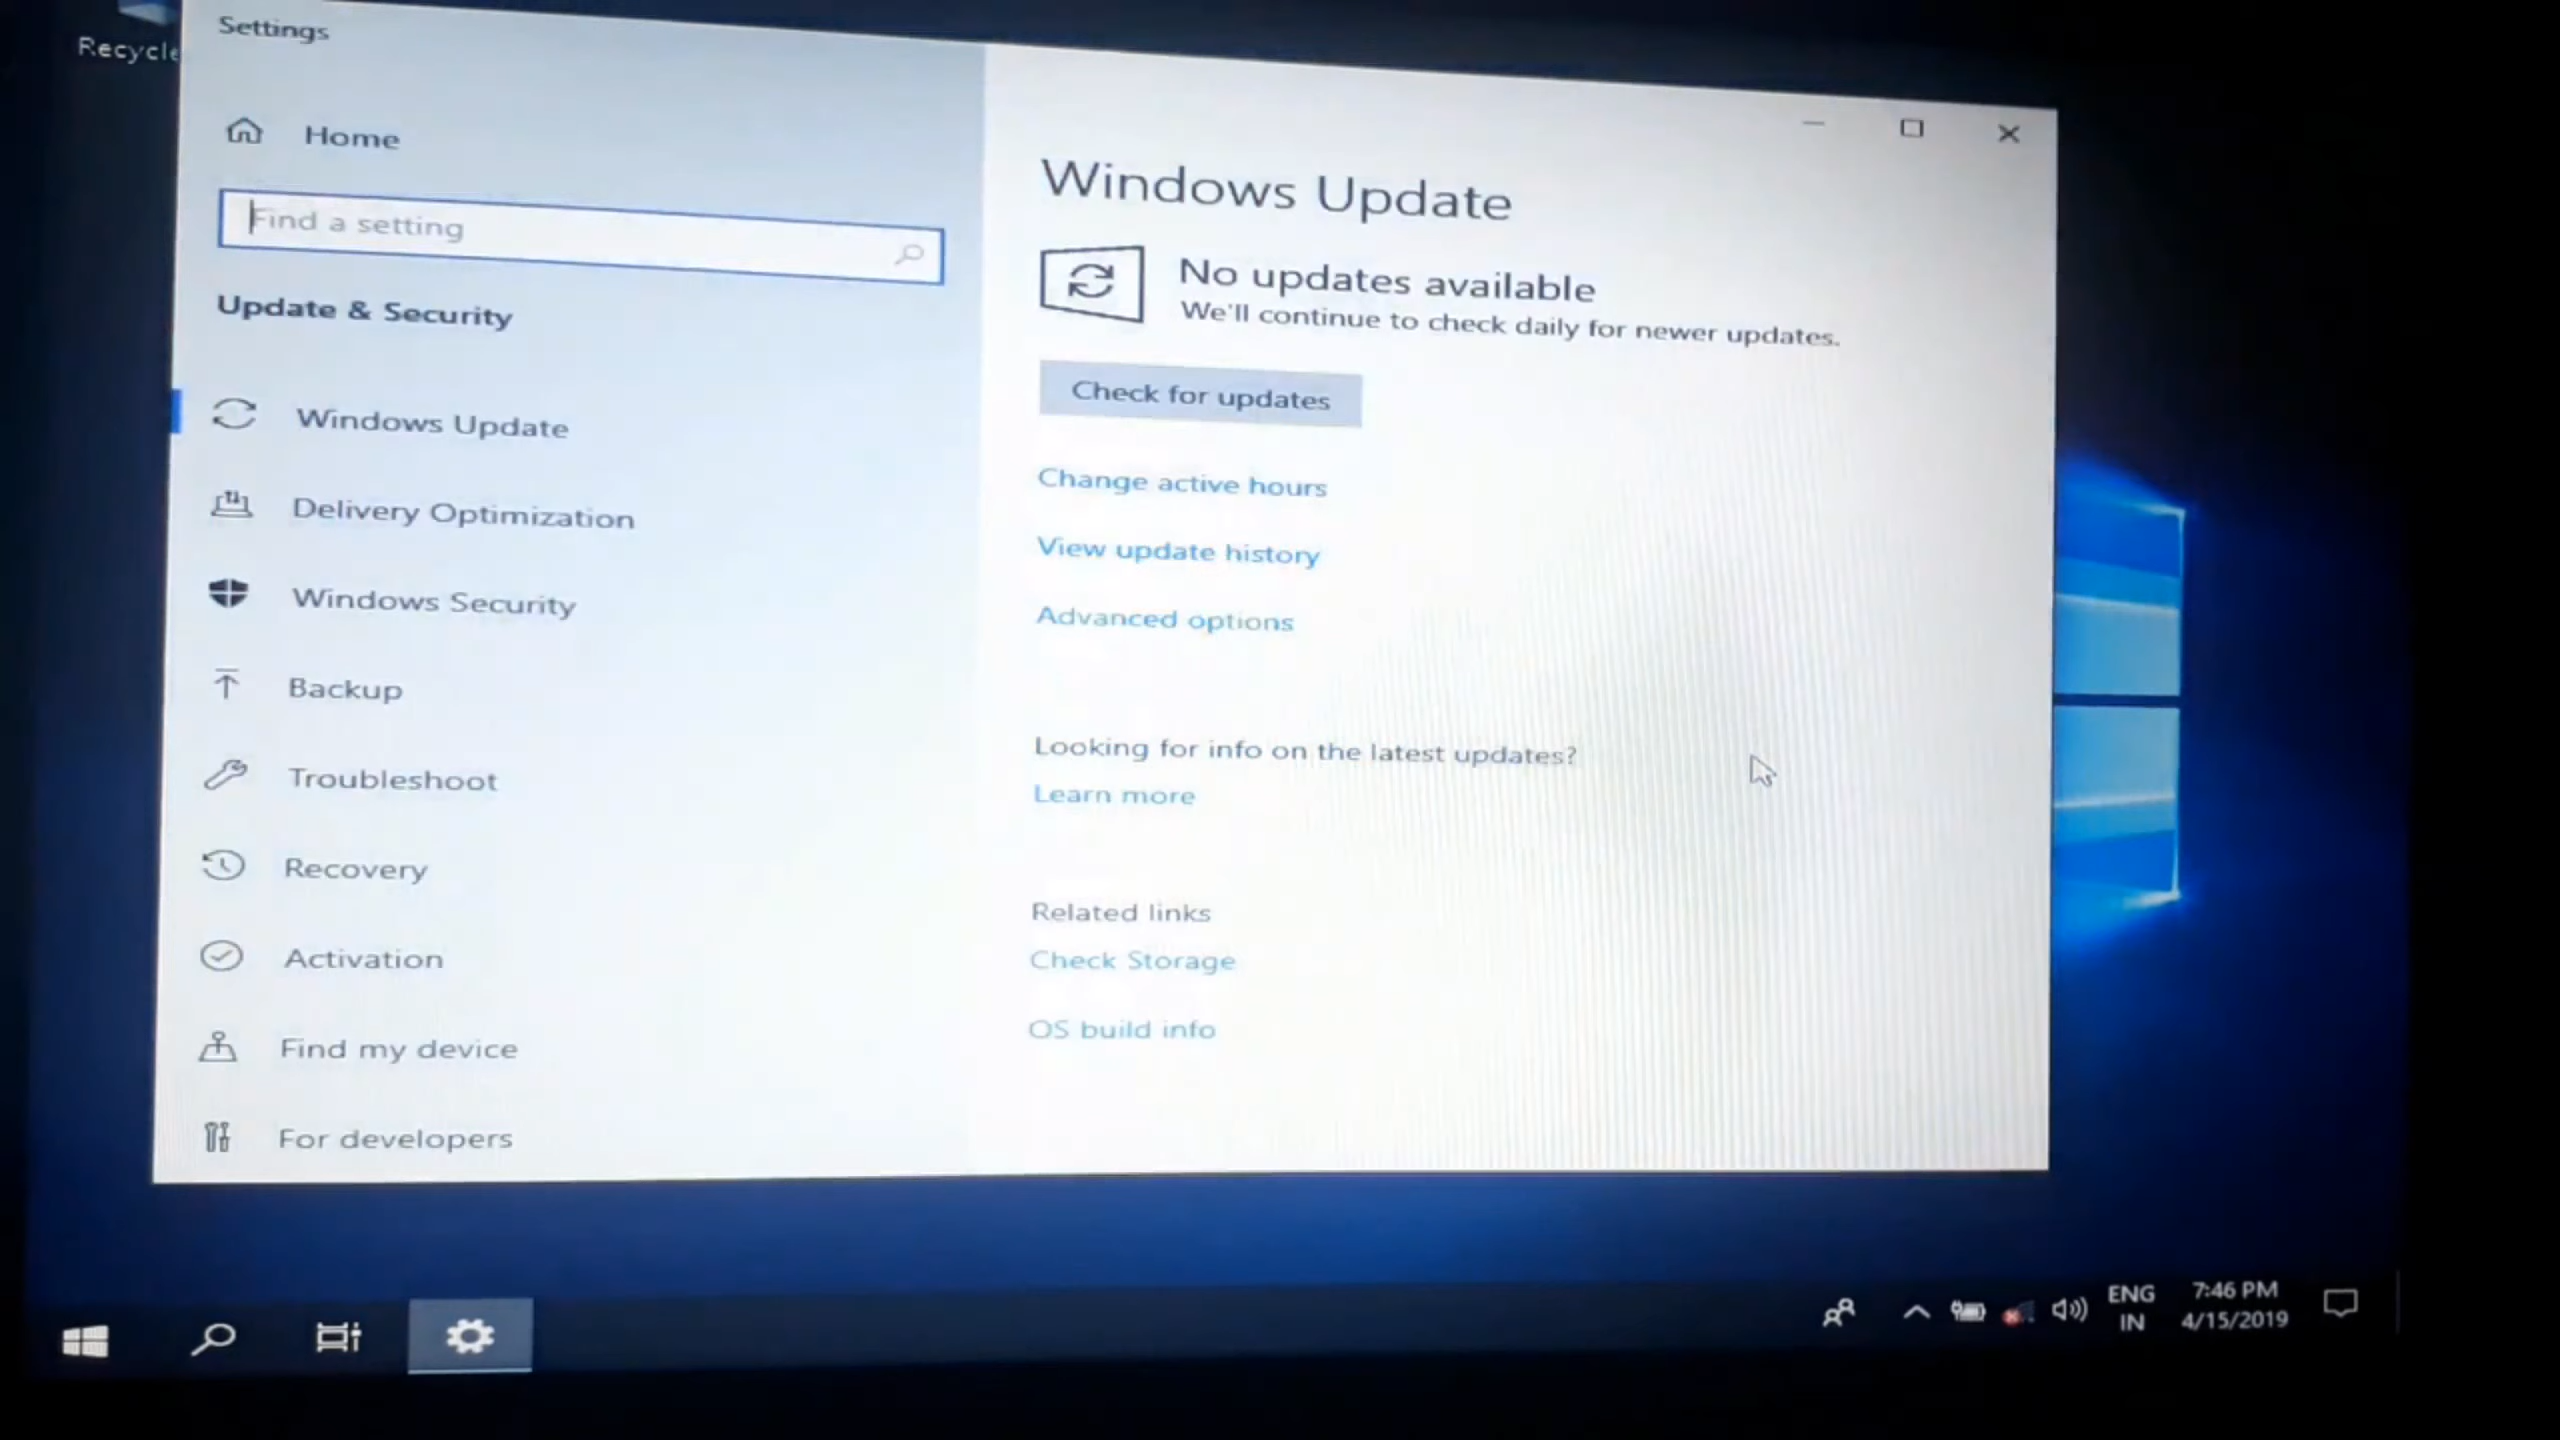 Recycle
Settings
Home
Find a setting
Update & Security
Windows Update
Delivery Optimization
Windows Security
Backup
Troubleshoot
Recovery
Activation
Find my device
For developers
Windows Update
No updates available
We'll continue to check daily for newer updates.
Check for updates
Change active hours
View update history
Advanced options
Looking for info on the latest updates?
Learn more
Related links
Check Storage
OS build info
ENG
IN
7:46 PM
4/15/2019